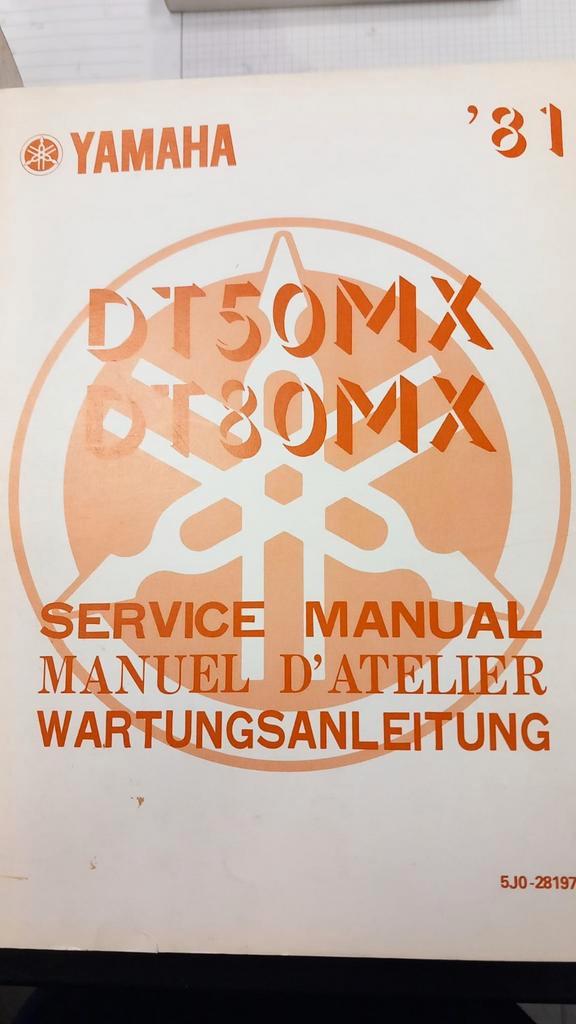 YAMAHA
'81
DT50MX
DT80MX
SERVICE MANUAL
MANUEL D'ATELIER
WARTUNGSANLEITUNG
5J0-28197